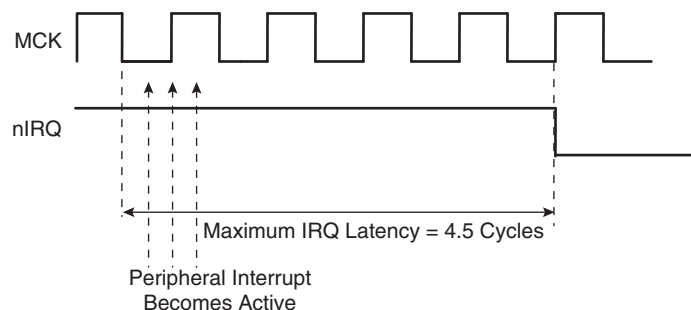 MCK
nIRQ
Maximum IRQ Latency = 4.5 Cycles
Peripheral Interrupt
Becomes Active